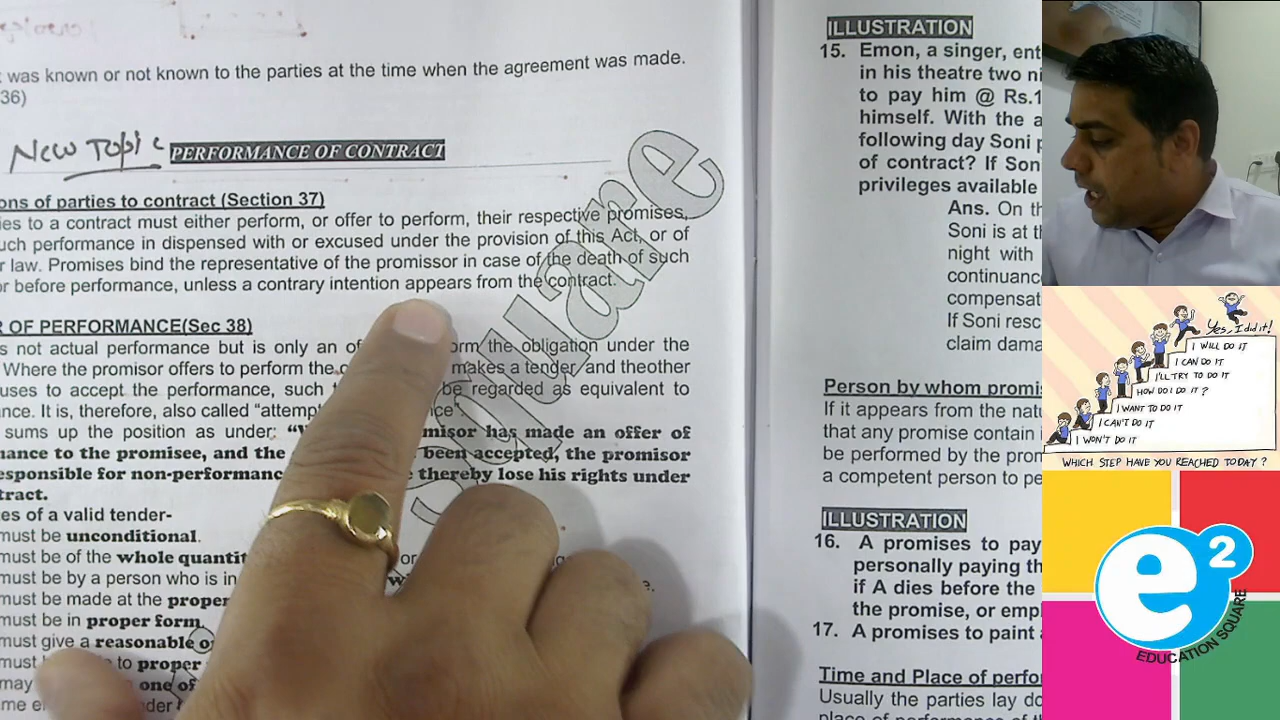 was known or not known to the parties at the time when the agreement was made.
36)
New Topic
PERFORMANCE OF CONTRACT
ons of parties to contract (Section 37)
ies to a contract must either perform, or offer to perform, their respective promises,
uch performance in dispensed with or excused under the provision of this Act, or of
r law. Promises bind the representative of the promissor in case of the death of such
or before performance, unless a contrary intention appears from the contract.
R OF PERFORMANCE(Sec 38)
s not actual performance but is only an of orm the obligation under the
Where the promisor offers to perform the makes a tender, and theother
uses to accept the performance, such be regarded as equivalent to
ance. It is, therefore, also called "attemp ce".
sums up the position as under: misor has made an offer of
mance to the promisee, and the been accepted, the promisor
esponsible for non-performanc thereby lose his rights under
tract.
es of a valid tender-
must be unconditional.
must be of the whole quantit or
must be by a person who is in
must be made at the proper
must be in proper form.
must give a reasonable o
must to proper
may one of
ame der
square
ILLUSTRATION
15. Emon, a singer, ent
in his theatre two ni
to pay him @ Rs.1
himself. With the a
following day Soni p
of contract? If Son
privileges available
Ans. On th
Soni is at th
night with
continuanc
compensat
If Soni resc
claim dama
Person by whom promi
If it appears from the natu
that any promise contain
be performed by the prom
a competent person to pe
ILLUSTRATION
16. A promises to pay
personally paying th
if A dies before the
the promise, or emp
17. A promises to paint
Time and Place of perfo
Usually the parties lay do
place of performance of t
Yes, I did it!
I WILL DO IT
I CAN DO IT
I'LL TRY TO DO IT
HOW DO I DO IT?
I WANT TO DO IT
I CAN'T DO IT
I WON'T DO IT
WHICH STEP HAVE YOU REACHED TODAY?
e2
EDUCATION SQUARE